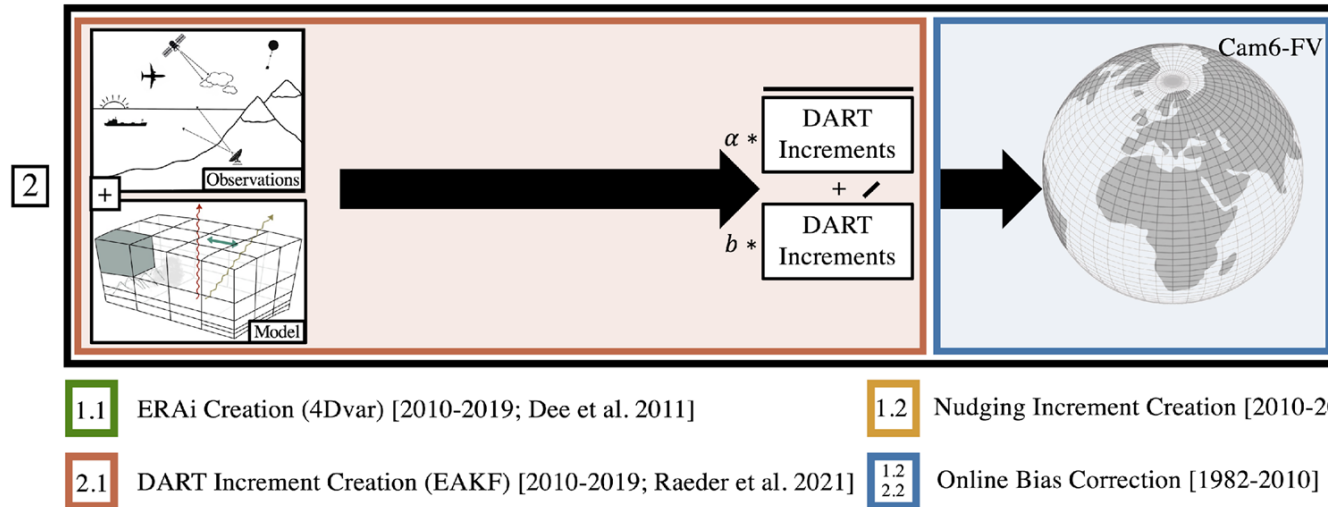 2
Observations
+
Model
α *
DART
Increments
+
b *
DART
Increments
Cam6-FV
1.1 ERAi Creation (4Dvar) [2010-2019; Dee et al. 2011]
1.2 Nudging Increment Creation [2010-2
2.1 DART Increment Creation (EAKF) [2010-2019; Raeder et al. 2021]
1.2
2.2 Online Bias Correction [1982-2010]